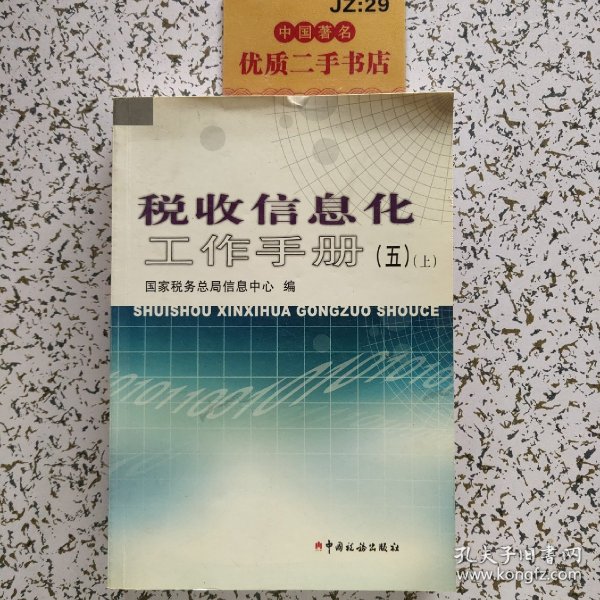 JZ:29
中国著名
优质二手书店
税收信息化
工作手册(五)(上)
国家税务总局信息中心 编
SHUISHOU XINXIHUA GONGZUO SHOUCE
中国税务出版社
孔夫子旧书网
www.kongfz.com